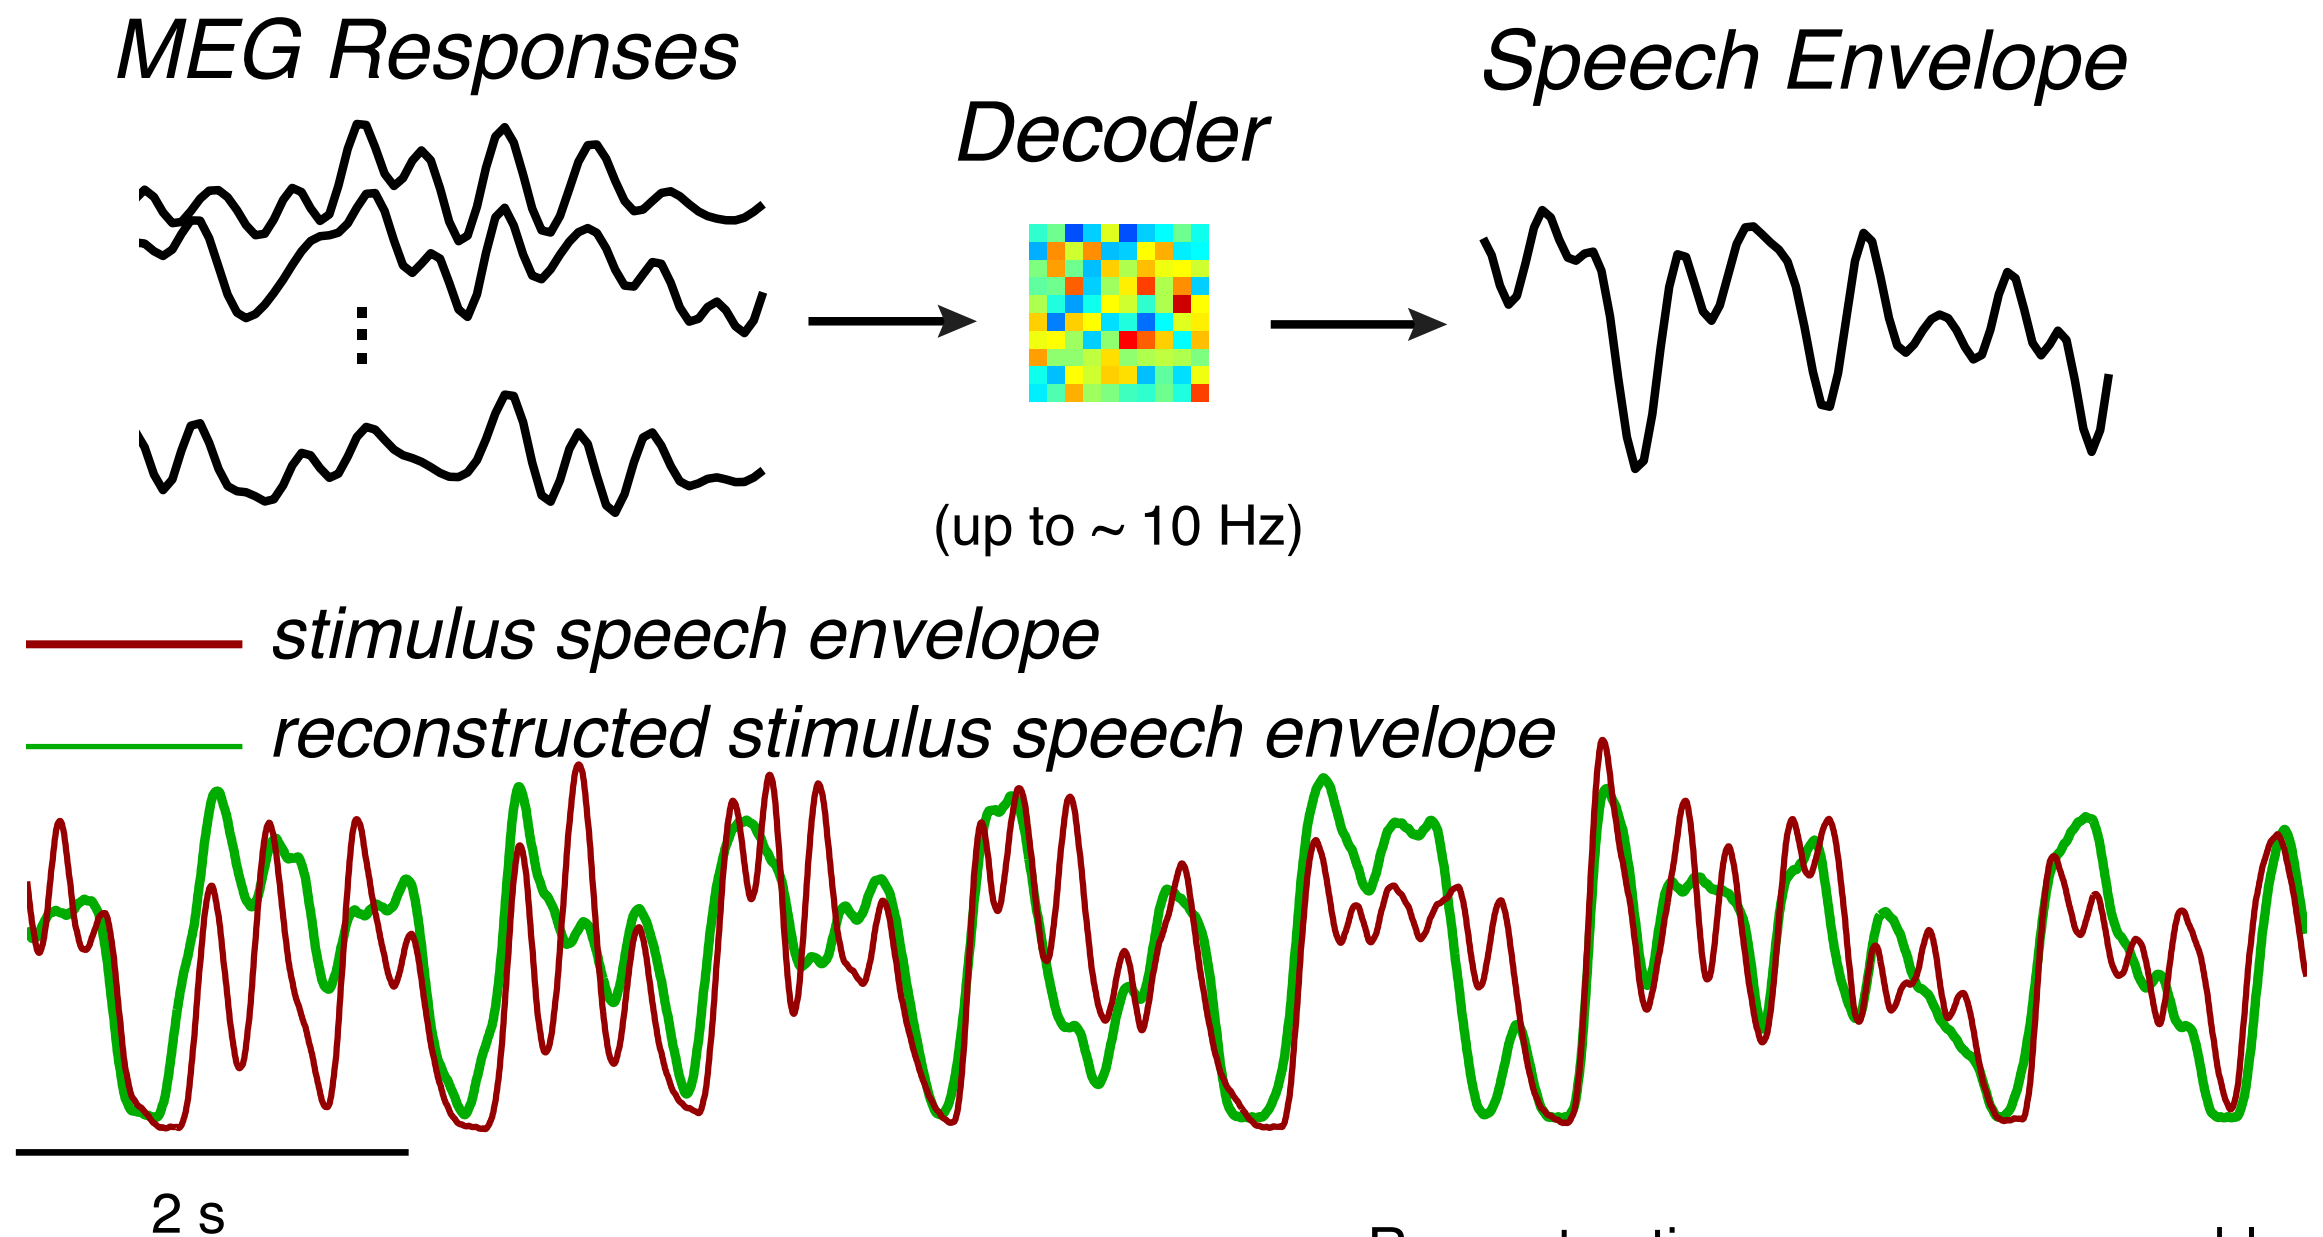 MEG Responses
Speech Envelope
Decoder
(up to ~ 10 Hz)
stimulus speech envelope
reconstructed stimulus speech envelope
2 s